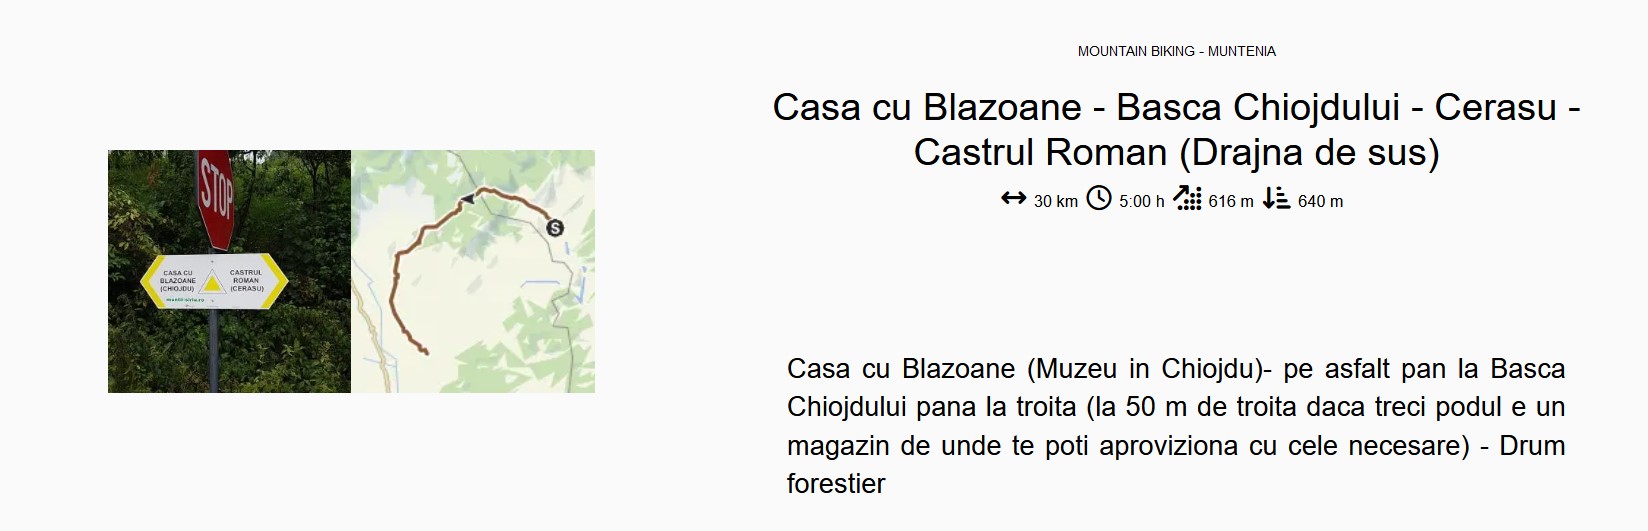 MOUNTAIN BIKING - MUNTENIA
Casa cu Blazoane - Basca Chiojdului - Cerasu -
Castrul Roman (Drajna de sus)
30 km 5:00 h 616 m 640 m
STOP
CASA CU
BLAZOANE
(CHIOJDU)
muntii-siriu.ro
CASTRUL
ROMAN
(CERASU)
S
Casa cu Blazoane (Muzeu in Chiojdu)- pe asfalt pan la Basca
Chiojdului pana la troita (la 50 m de troita daca treci podul e un
magazin de unde te poti aproviziona cu cele necesare) - Drum
forestier